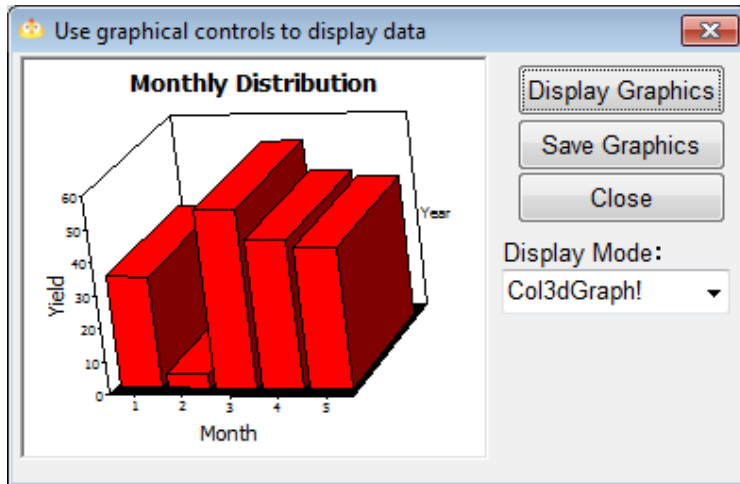 Use graphical controls to display data
Monthly Distribution
60
50
40
30
20
10
0
Yield
1 2 3 4 5
Month
Year
Display Graphics
Save Graphics
Close
Display Mode:
Col3dGraph!